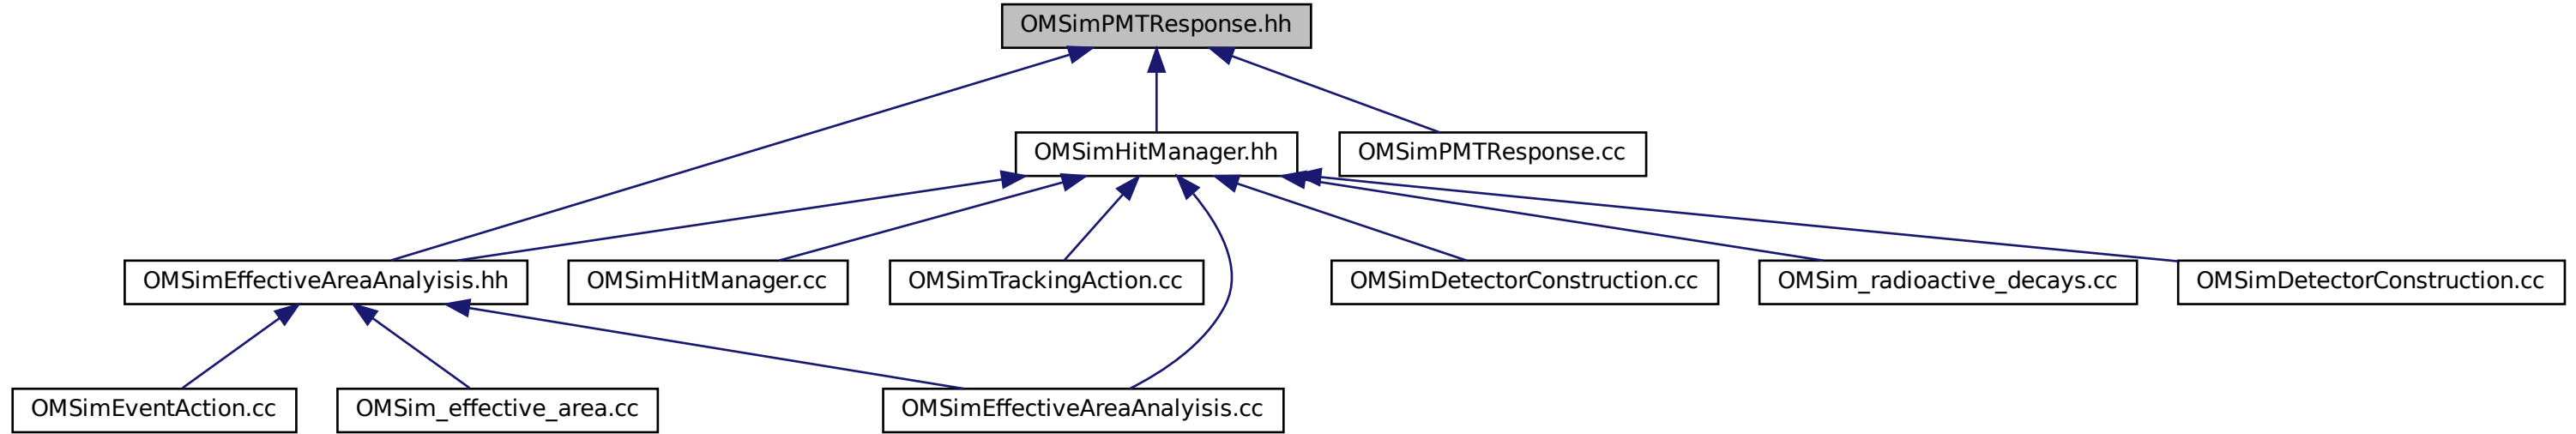 OMSimPMTResponse.hh
OMSimHitManager.hh
OMSimPMTResponse.cc
OMSimEffectiveAreaAnalyisis.hh
OMSimHitManager.cc
OMSimTrackingAction.cc
OMSimDetectorConstruction.cc
OMSim_radioactive_decays.cc
OMSimDetectorConstruction.cc
OMSimEventAction.cc
OMSim_effective_area.cc
OMSimEffectiveAreaAnalyisis.cc